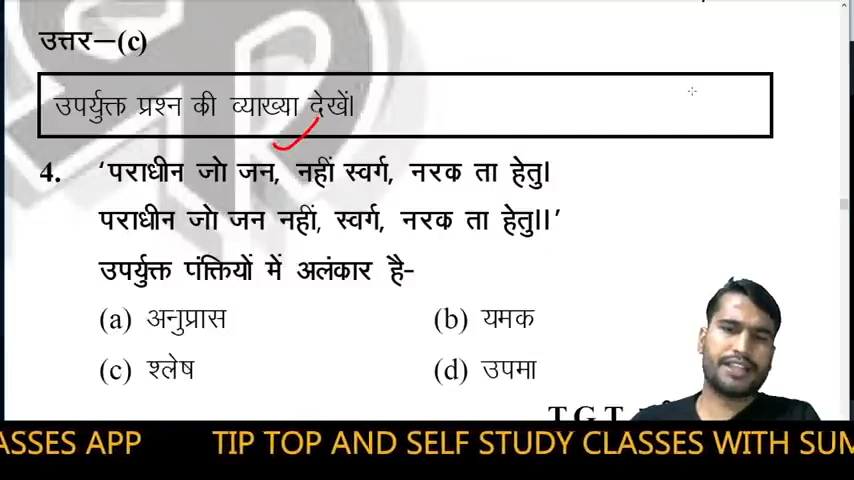 उत्तर–(c)
उपर्युक्त प्रश्न की व्याख्या देखें।
4. ‘पराधीन जो जन, नहीं स्वर्ग, नरक ता हेतु।
पराधीन जो जन नहीं, स्वर्ग, नरक ता हेतु।।’
उपर्युक्त पंक्तियों में अलंकार है-
(a) अनुप्रास (b) यमक
(c) श्लेष (d) उपमा
T.G.T.
ASSES APP TIP TOP AND SELF STUDY CLASSES WITH SUM